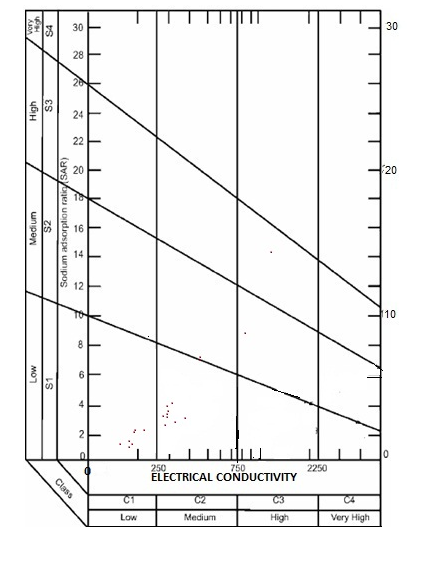 Very High
S4
High
S3
Medium
S2
Low
S1
Class
Sodium adsorption ratio (SAR)
30
28
26
24
22
20
18
16
14
12
10
8
6
4
2
0
30
20
10
0
0 250 750 2250
ELECTRICAL CONDUCTIVITY
C1 C2 C3 C4
Low Medium High Very High